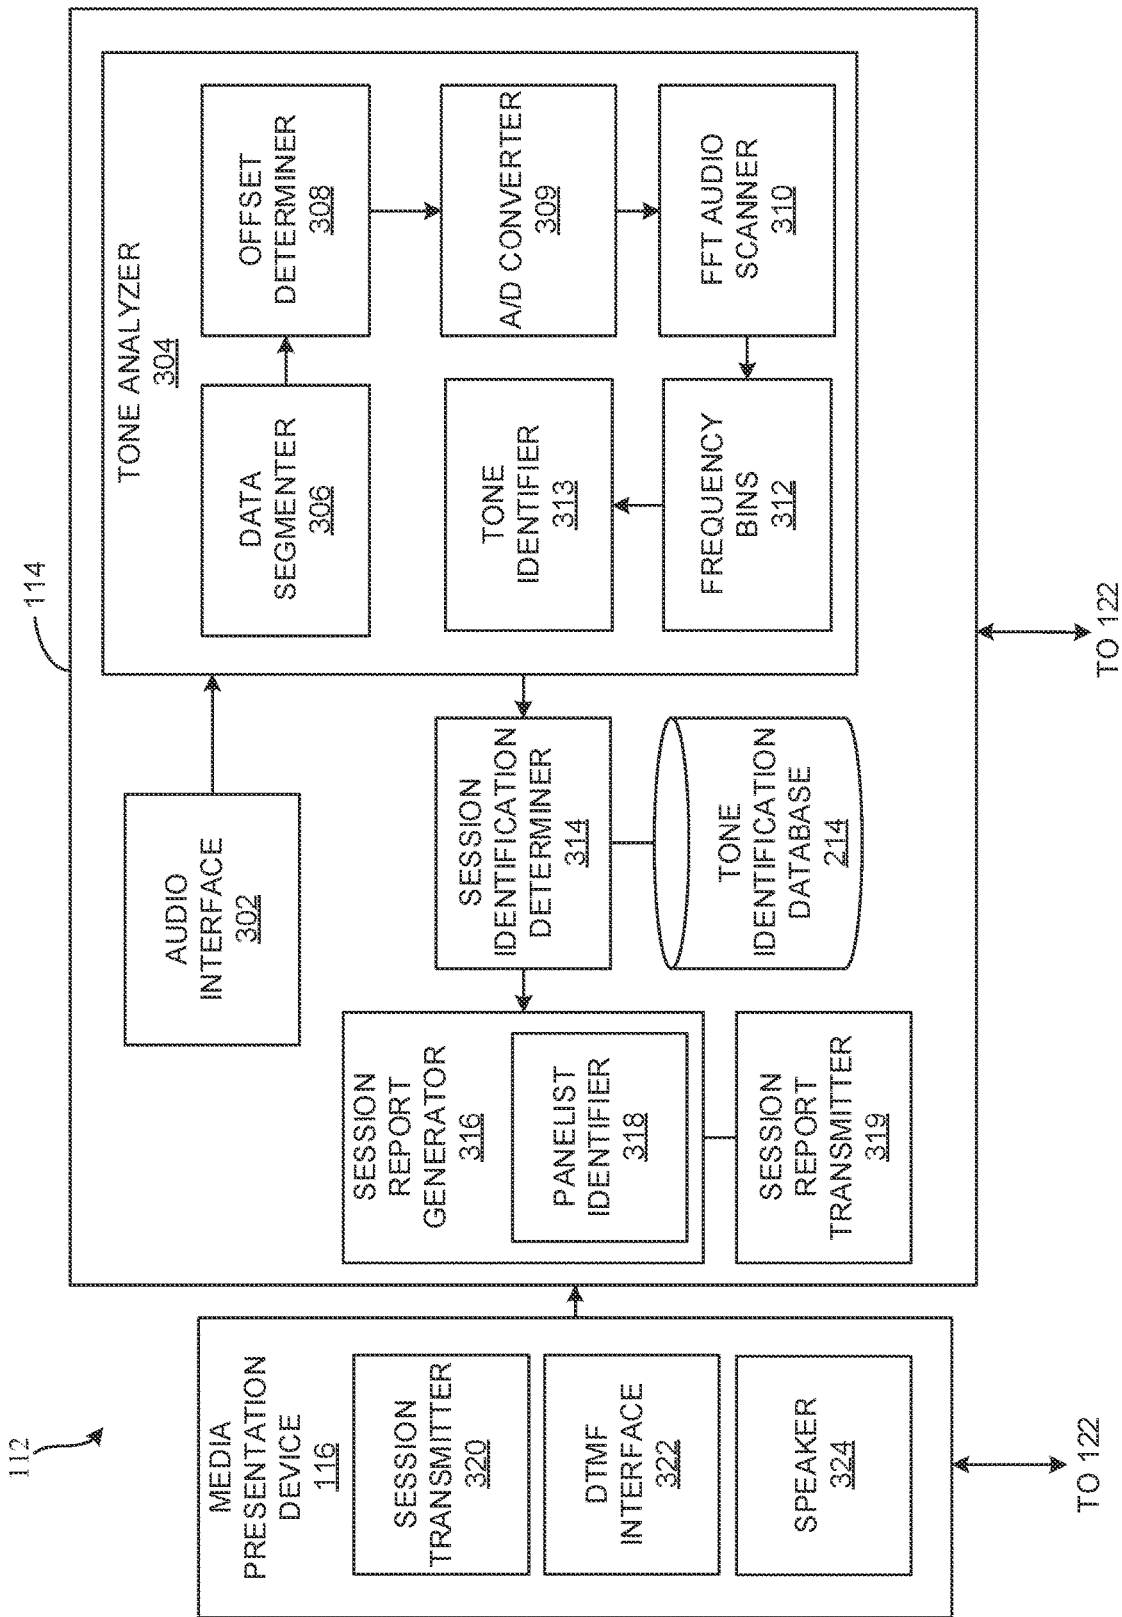 112
MEDIA
PRESENTATION
DEVICE
116
SESSION
TRANSMITTER
320
DTMF
INTERFACE
322
SPEAKER
324
TO 122
114
AUDIO
INTERFACE
302
TONE ANALYZER
304
DATA
SEGMENTER
306
OFFSET
DETERMINER
308
A/D CONVERTER
309
FFT AUDIO
SCANNER
310
FREQUENCY
BINS
312
TONE
IDENTIFIER
313
SESSION
IDENTIFICATION
DETERMINER
314
TONE
IDENTIFICATION
DATABASE
214
SESSION
REPORT
GENERATOR
316
PANELIST
IDENTIFIER
318
SESSION
REPORT
TRANSMITTER
319
TO 122